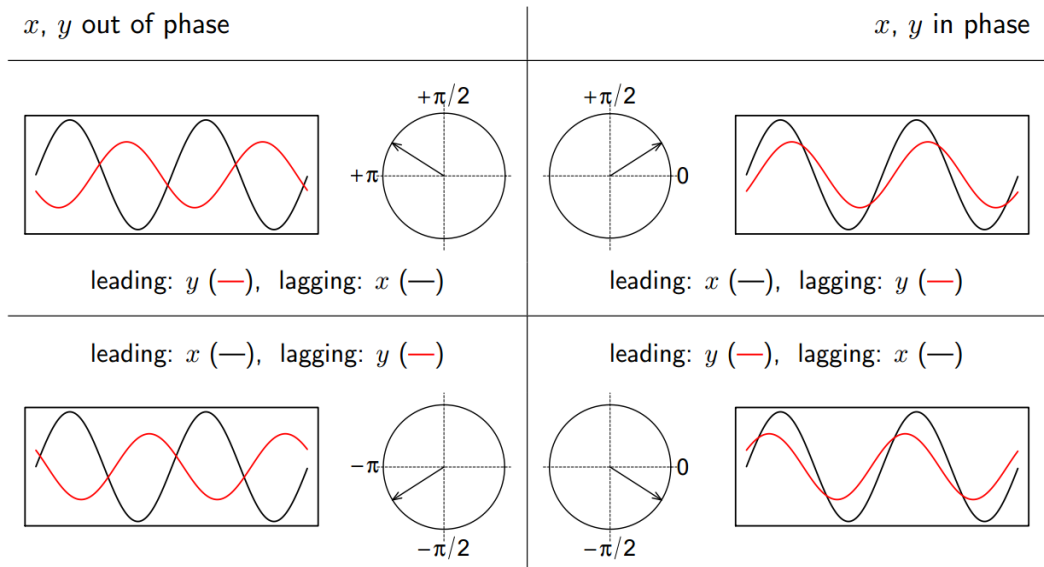 x, y out of phase
x, y in phase
+π/2
+π/2
+π
0
leading: y (—), lagging: x (—)
leading: x (—), lagging: y (—)
leading: x (—), lagging: y (—)
leading: y (—), lagging: x (—)
−π
0
−π/2
−π/2